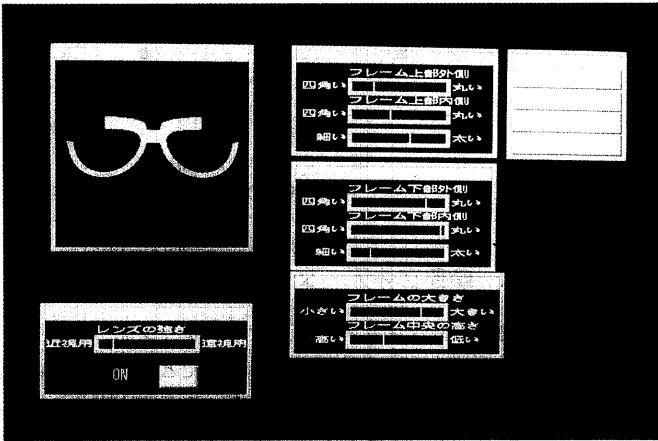 フレーム上部外側
四角い 丸い
フレーム上部内側
四角い 丸い
細い 太い
フレーム下部外側
四角い 丸い
フレーム下部内側
四角い 丸い
細い 太い
フレームの大きさ
小さい 大きい
フレーム中央の高さ
高い 低い
レンズの強さ
近視用 遠視用
ON